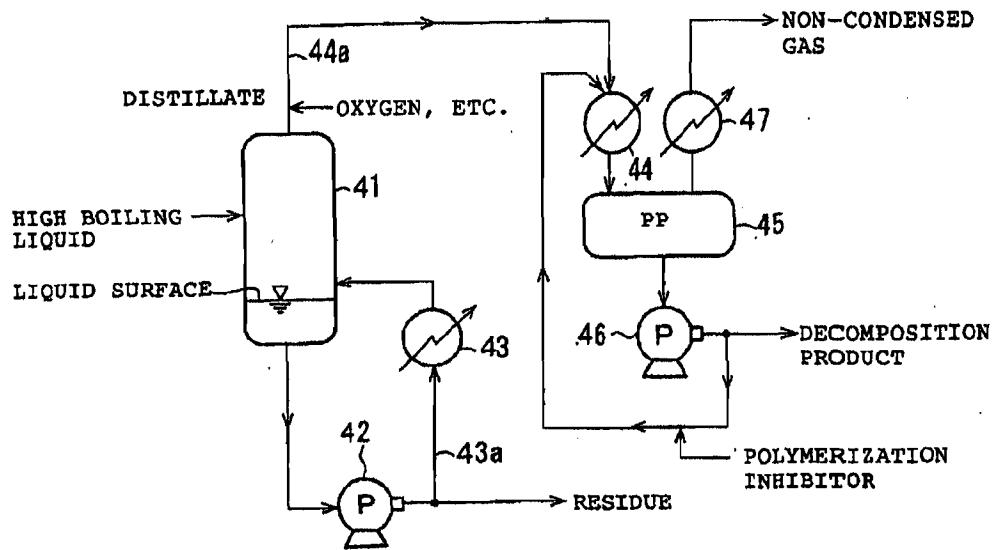 NON-CONDENSED
GAS
44a
DISTILLATE
OXYGEN, ETC.
47
44
41
HIGH BOILING
LIQUID
PP
45
LIQUID SURFACE
43
46
P
DECOMPOSITION
PRODUCT
42
43a
POLYMERIZATION
INHIBITOR
P
RESIDUE